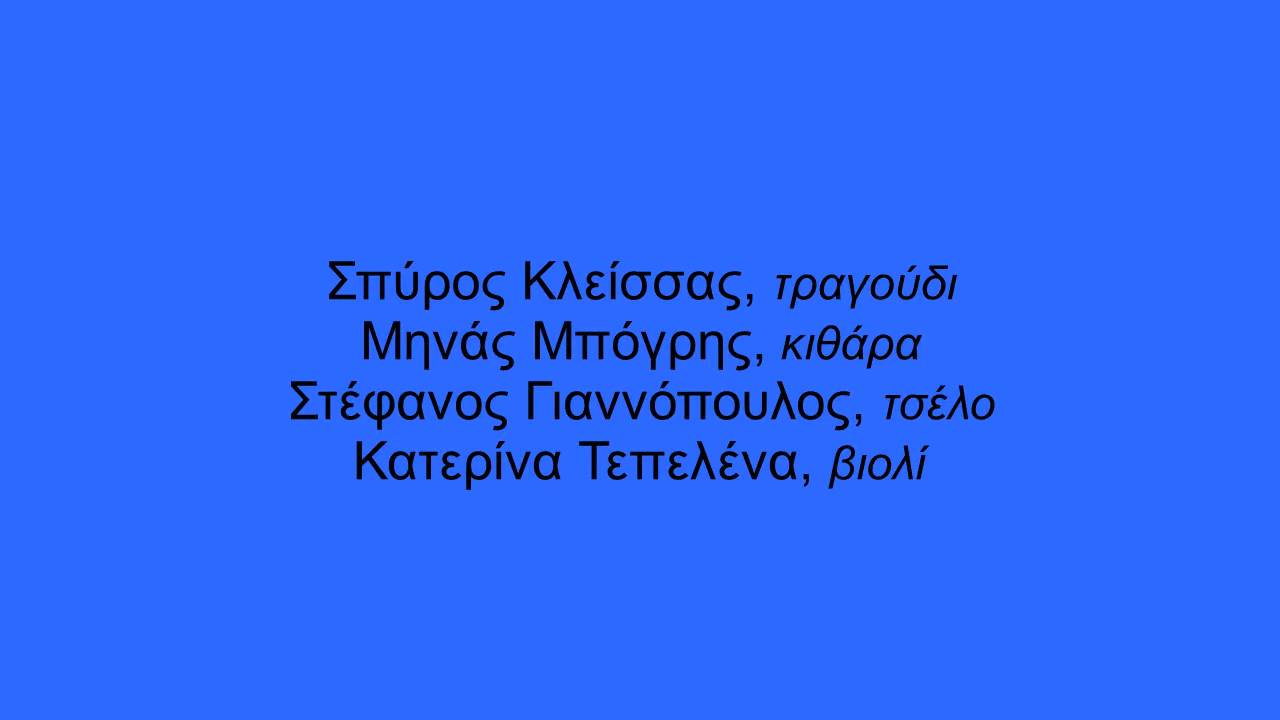 Σπύρος Κλείσσας, τραγούδι
Μηνάς Μπόγρης, κιθάρα
Στέφανος Γιαννόπουλος, τσέλο
Κατερίνα Τεπελένα, βιολί